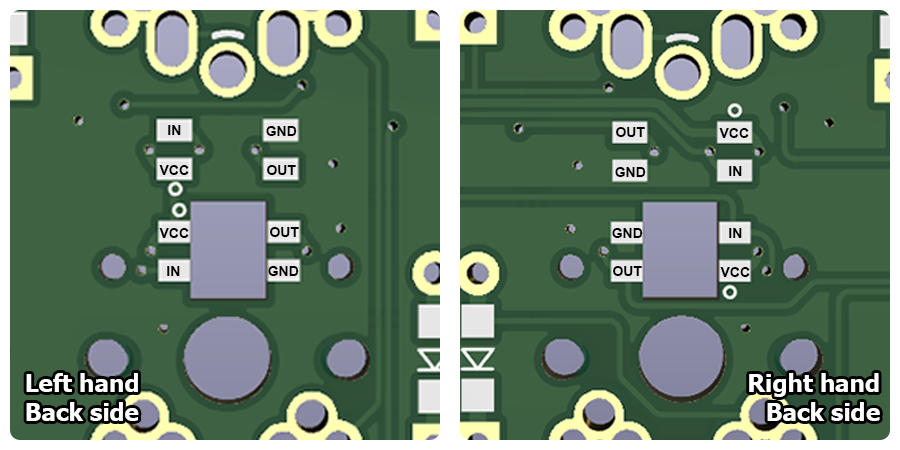 IN GND
VCC OUT
VCC OUT
IN GND
Left hand
Back side
OUT VCC
GND IN
GND IN
OUT VCC
Right hand
Back side